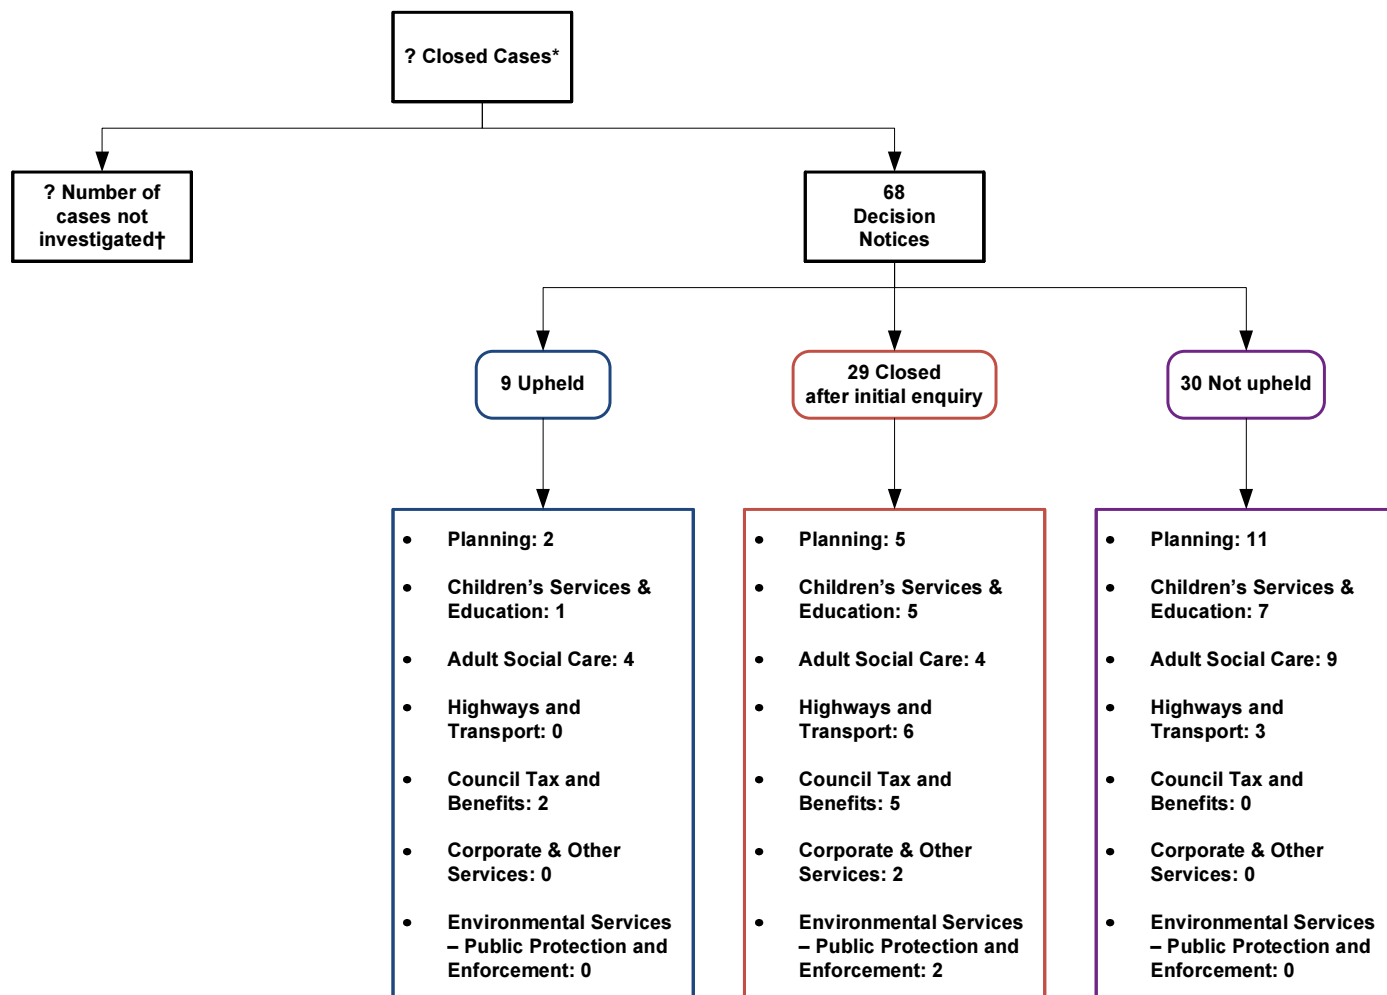 ? Closed Cases*
? Number of
cases not
investigated†
68
Decision
Notices
9 Upheld
29 Closed
after initial enquiry
30 Not upheld
• Planning: 2
• Children’s Services &
Education: 1
• Adult Social Care: 4
• Highways and
Transport: 0
• Council Tax and
Benefits: 2
• Corporate & Other
Services: 0
• Environmental Services
– Public Protection and
Enforcement: 0
• Planning: 5
• Children’s Services &
Education: 5
• Adult Social Care: 4
• Highways and
Transport: 6
• Council Tax and
Benefits: 5
• Corporate & Other
Services: 2
• Environmental Services
– Public Protection and
Enforcement: 2
• Planning: 11
• Children’s Services &
Education: 7
• Adult Social Care: 9
• Highways and
Transport: 3
• Council Tax and
Benefits: 0
• Corporate & Other
Services: 0
• Environmental Services
– Public Protection and
Enforcement: 0